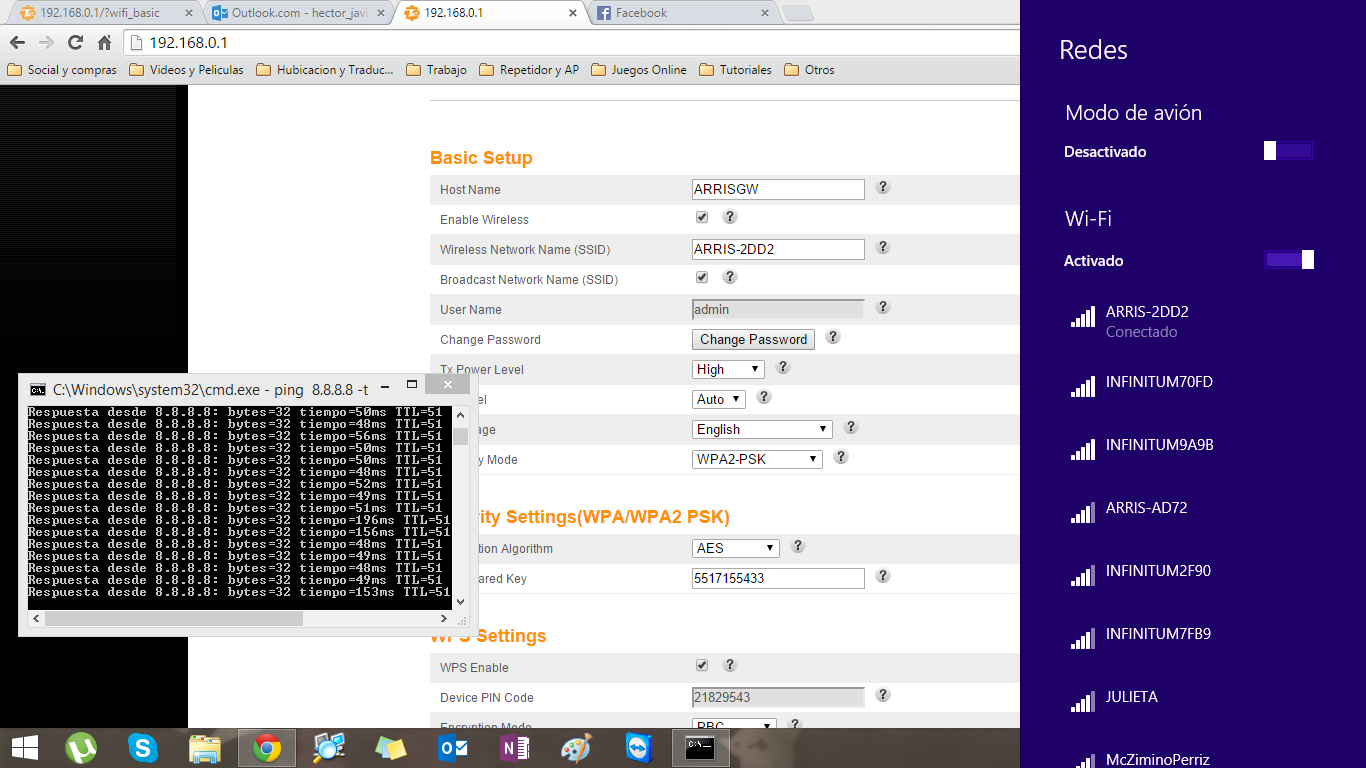 192.168.0.1/?wifi_basic
Outlook.com - hector_javi
192.168.0.1
Facebook
192.168.0.1
Social y compras
Videos y Peliculas
Hubicacion y Traduc...
Trabajo
Repetidor y AP
Juegos Online
Tutoriales
Otros
Basic Setup
Host Name ARRISGW ?
Enable Wireless ?
Wireless Network Name (SSID) ARRIS-2DD2 ?
Broadcast Network Name (SSID) ?
User Name admin ?
Change Password Change Password ?
Tx Power Level High ?
el Auto ?
age English ?
y Mode WPA2-PSK ?
rity Settings(WPA/WPA2 PSK)
tion Algorithm AES ?
ared Key 5517155433 ?
WPS Settings
WPS Enable ?
Device PIN Code 21829543 ?
Encryption Mode PBC ?
C:\Windows\system32\cmd.exe - ping 8.8.8.8 -t
Respuesta desde 8.8.8.8: bytes=32 tiempo=50ms TTL=51
Respuesta desde 8.8.8.8: bytes=32 tiempo=48ms TTL=51
Respuesta desde 8.8.8.8: bytes=32 tiempo=56ms TTL=51
Respuesta desde 8.8.8.8: bytes=32 tiempo=50ms TTL=51
Respuesta desde 8.8.8.8: bytes=32 tiempo=50ms TTL=51
Respuesta desde 8.8.8.8: bytes=32 tiempo=48ms TTL=51
Respuesta desde 8.8.8.8: bytes=32 tiempo=52ms TTL=51
Respuesta desde 8.8.8.8: bytes=32 tiempo=49ms TTL=51
Respuesta desde 8.8.8.8: bytes=32 tiempo=51ms TTL=51
Respuesta desde 8.8.8.8: bytes=32 tiempo=196ms TTL=51
Respuesta desde 8.8.8.8: bytes=32 tiempo=156ms TTL=51
Respuesta desde 8.8.8.8: bytes=32 tiempo=48ms TTL=51
Respuesta desde 8.8.8.8: bytes=32 tiempo=49ms TTL=51
Respuesta desde 8.8.8.8: bytes=32 tiempo=48ms TTL=51
Respuesta desde 8.8.8.8: bytes=32 tiempo=49ms TTL=51
Respuesta desde 8.8.8.8: bytes=32 tiempo=153ms TTL=51
Redes
Modo de avión
Desactivado
Wi-Fi
Activado
ARRIS-2DD2
Conectado
INFINITUM70FD
INFINITUM9A9B
ARRIS-AD72
INFINITUM2F90
INFINITUM7FB9
JULIETA
McZiminoPerriz